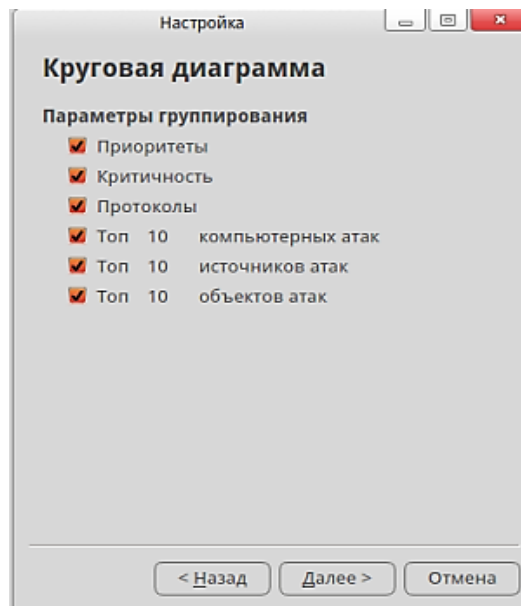 Настройка
Круговая диаграмма
Параметры группирования
Приоритеты
Критичность
Протоколы
Топ 10 компьютерных атак
Топ 10 источников атак
Топ 10 объектов атак
< Назад Далее > Отмена